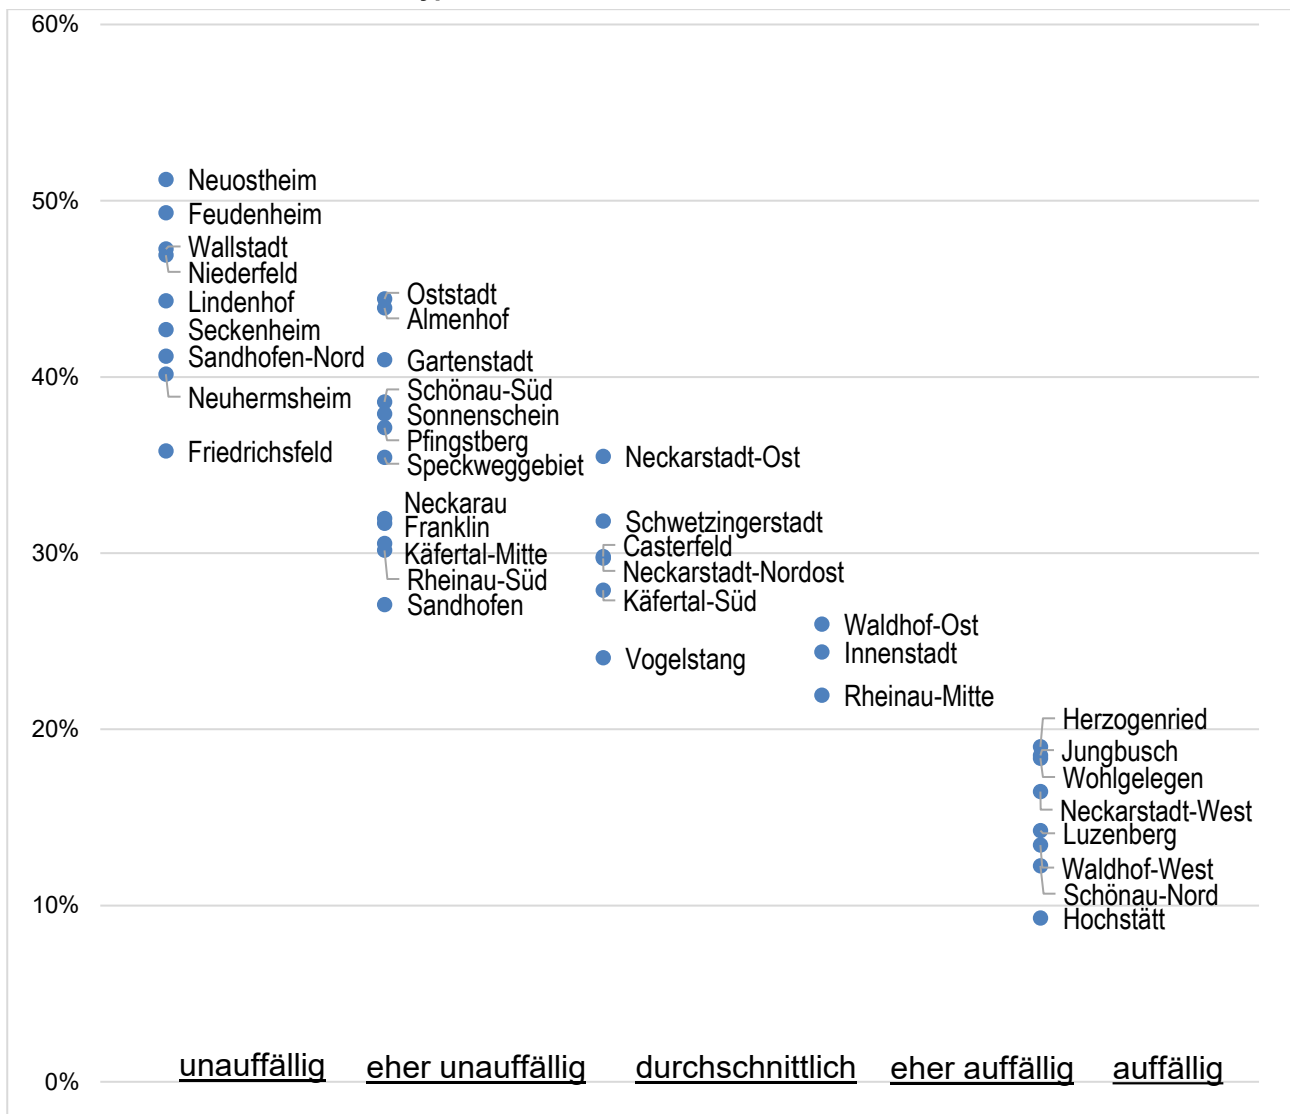 60%
50%
40%
30%
20%
10%
0%
Neuostheim
Feudenheim
Wallstadt
Niederfeld
Lindenhof
Seckenheim
Sandhofen-Nord
Neuhermsheim
Friedrichsfeld
Oststadt
Almenhof
Gartenstadt
Schönau-Süd
Sonnenschein
Pfingstberg
Speckweggebiet
Neckarau
Franklin
Käfertal-Mitte
Rheinau-Süd
Sandhofen
Neckarstadt-Ost
Schwetzingerstadt
Casterfeld
Neckarstadt-Nordost
Käfertal-Süd
Vogelstang
Waldhof-Ost
Innenstadt
Rheinau-Mitte
Herzogenried
Jungbusch
Wohlgelegen
Neckarstadt-West
Luzenberg
Waldhof-West
Schönau-Nord
Hochstätt
unauffällig
eher unauffällig
durchschnittlich
eher auffällig
auffällig